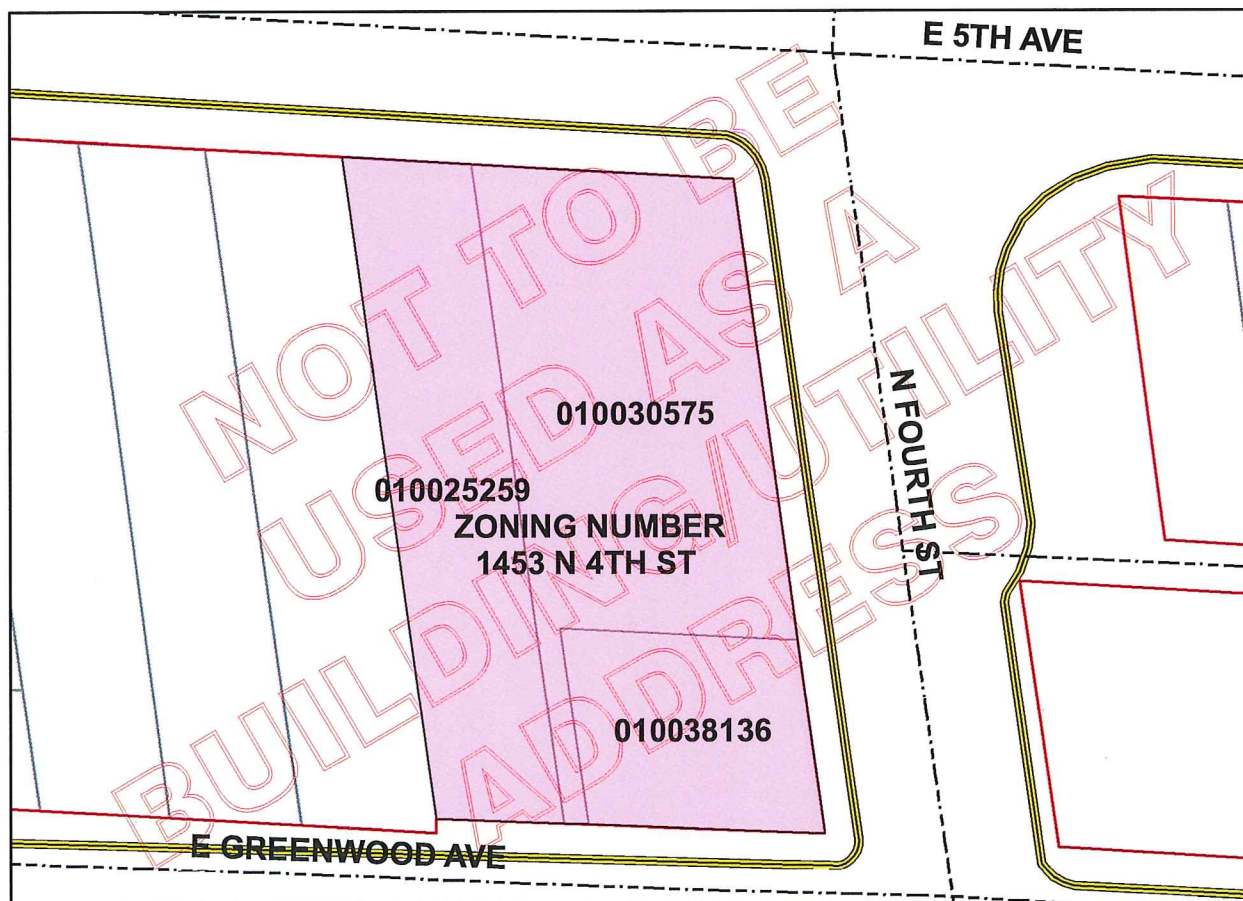 E 5TH AVE
NOT TO BE
USED AS A
BUILDING/UTILITY
ADDRESS
N FOURTH ST
010030575
010025259
ZONING NUMBER
1453 N 4TH ST
010038136
E GREENWOOD AVE